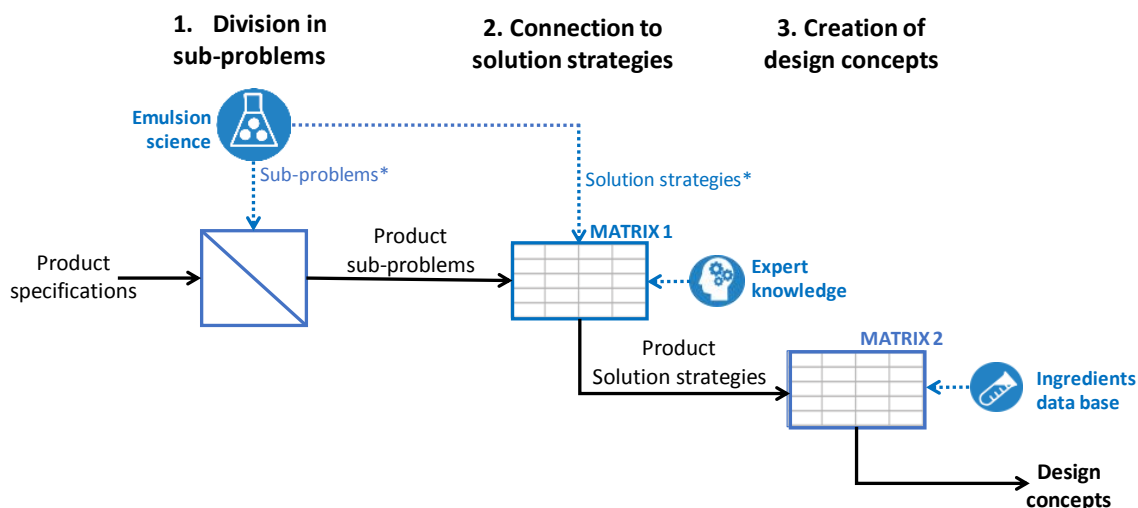 1. Division in
sub-problems
2. Connection to
solution strategies
3. Creation of
design concepts
Emulsion
science
Sub-problems*
Solution strategies*
MATRIX 1
Product
specifications
Product
sub-problems
Expert
knowledge
MATRIX 2
Product
Solution strategies
Ingredients
data base
Design
concepts